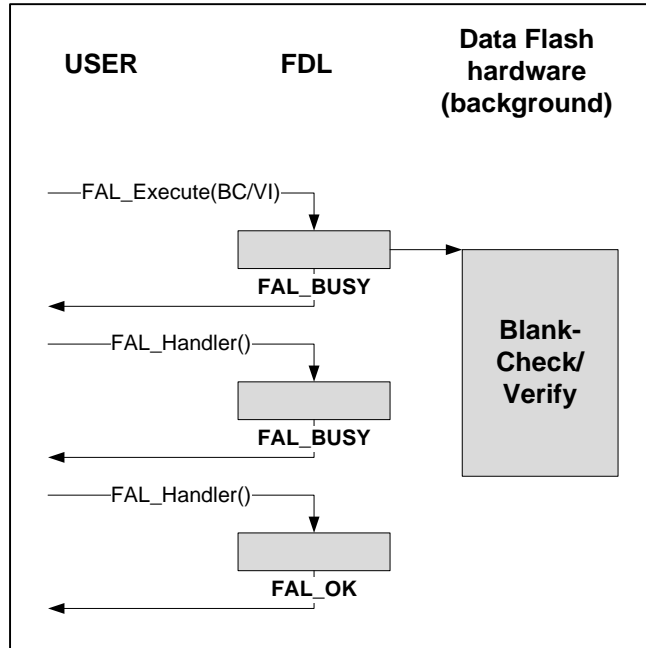 USER
FDL
Data Flash
hardware
(background)
FAL_Execute(BC/VI)
FAL_BUSY
Blank-
Check/
Verify
FAL_Handler()
FAL_BUSY
FAL_Handler()
FAL_OK